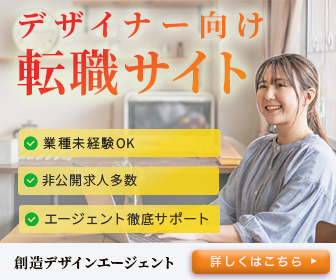 デザイナー向け
転職サイト
業種未経験OK
非公開求人多数
エージェント徹底サポート
創造デザインエージェント
詳しくはこちら